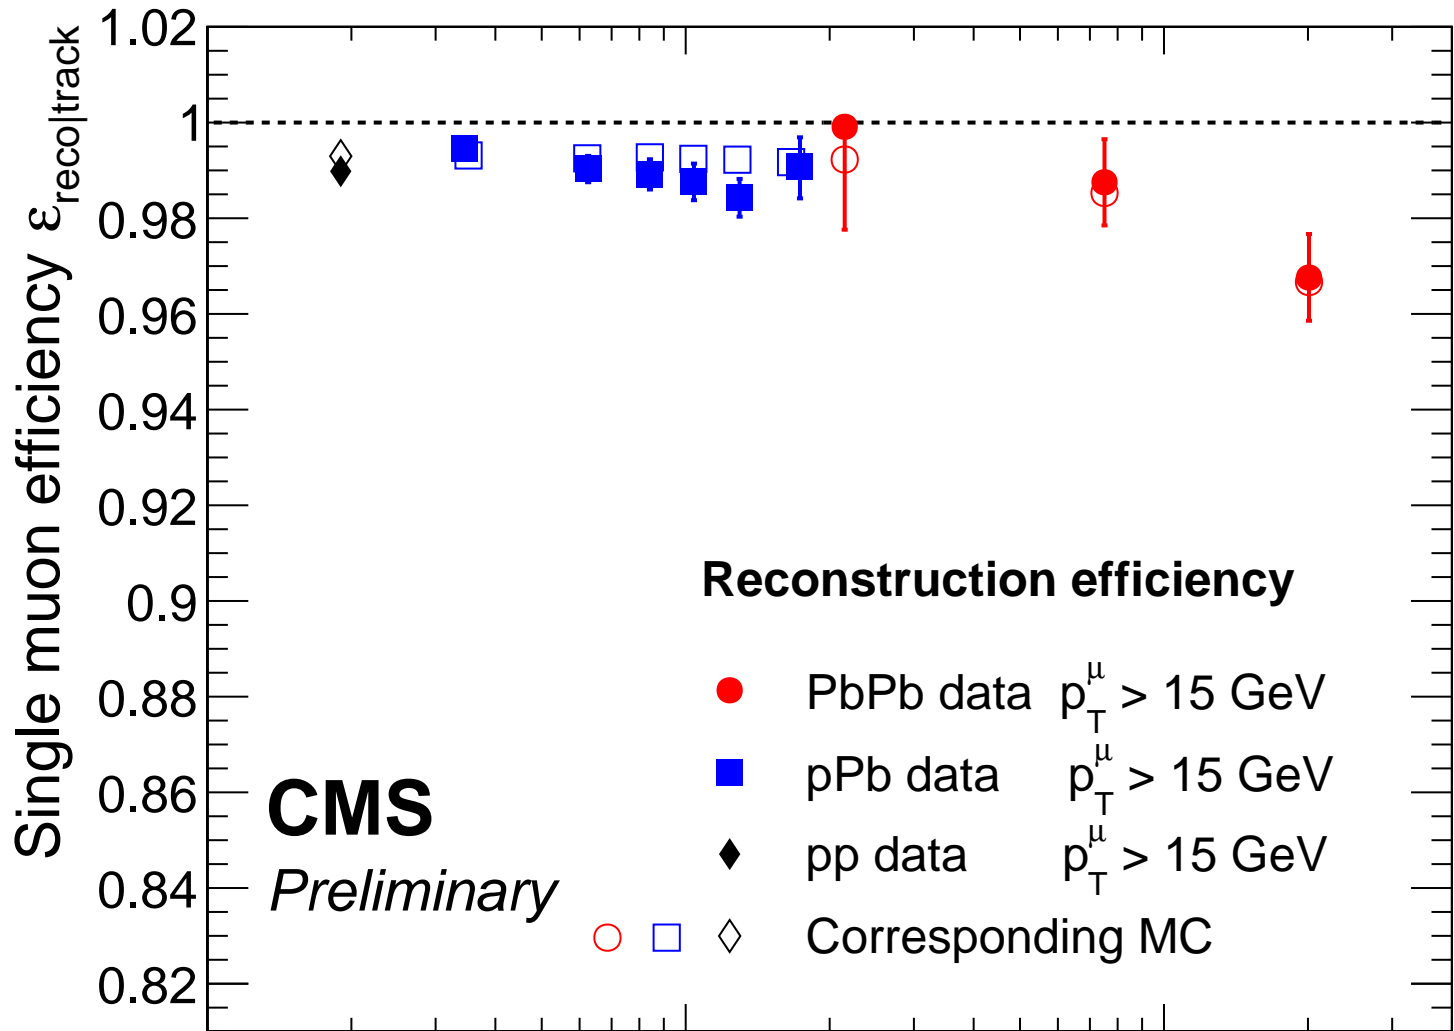 Single muon efficiency ε_reco|track
1.02
1
0.98
0.96
0.94
0.92
0.9
0.88
0.86
0.84
0.82
Reconstruction efficiency
PbPb data p_T^μ > 15 GeV
pPb data p_T^μ > 15 GeV
pp data p_T^μ > 15 GeV
Corresponding MC
CMS
Preliminary